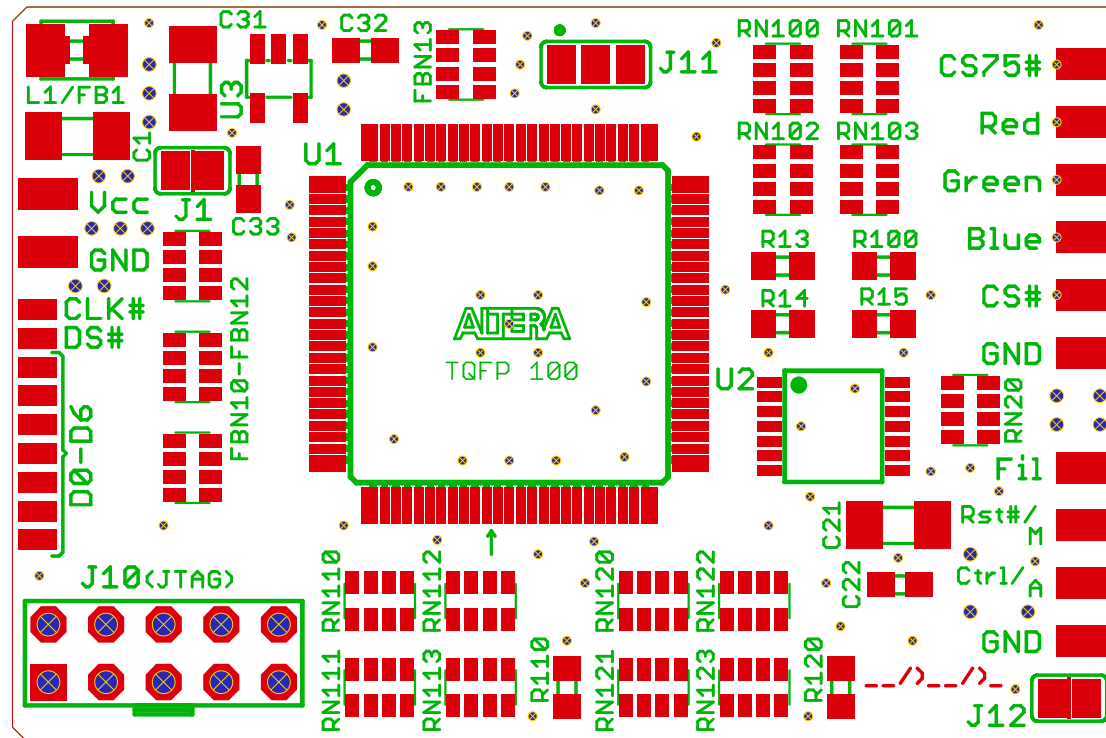 C31
C32
FBN13
J11
RN100
RN101
CS75#
L1/FB1
U3
C1
Red
RN102
RN103
U1
Green
Vcc
J1
C33
Blue
R13
R100
GND
CLK#
DS#
FBN10-FBN12
R14
R15
CS#
ALTERA
TQFP 100
U2
GND
D0-D6
RN20
Fil
C21
Rst#/
M
J10(JTAG)
RN110
RN112
RN120
RN122
C22
Ctrl/
A
GND
RN111
RN113
R110
RN121
RN123
R120
__/)__/)__
J12